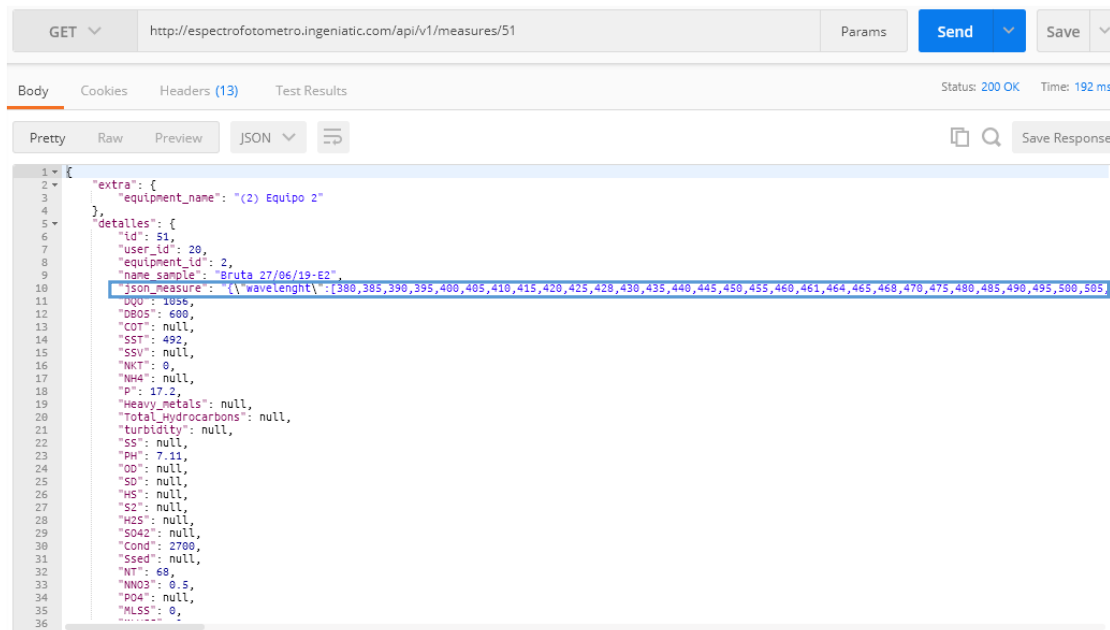 GET http://espectrofotometro.ingeniatic.com/api/v1/measures/51 Params Send Save
Body Cookies Headers (13) Test Results Status: 200 OK Time: 192 ms
Pretty Raw Preview JSON Save Response
1 {
2 "extra": {
3 "equipment_name": "(2) Equipo 2"
4 },
5 "detalles": {
6 "id": 51,
7 "user_id": 20,
8 "equipment_id": 2,
9 "name_sample": "Bruta 27/06/19-E2",
10 "json_measure": "{\"wavelenght\":[380,385,390,395,400,405,410,415,420,425,428,430,435,440,445,450,455,460,461,464,465,468,470,475,480,485,490,495,500,505,
11 "DQO": 1056,
12 "DBO5": 600,
13 "COT": null,
14 "SST": 492,
15 "SSV": null,
16 "NKT": 0,
17 "NH4": null,
18 "P": 17.2,
19 "Heavy_metals": null,
20 "Total_Hydrocarbons": null,
21 "turbidity": null,
22 "SS": null,
23 "PH": 7.11,
24 "OD": null,
25 "SD": null,
26 "HS": null,
27 "S2": null,
28 "H2S": null,
29 "SO42": null,
30 "Cond": 2700,
31 "Ssed": null,
32 "NT": 68,
33 "NNO3": 0.5,
34 "PO4": null,
35 "MLSS": 0,
36